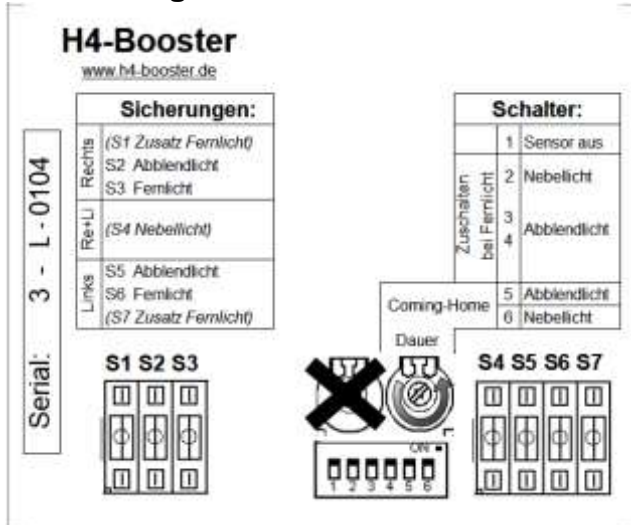 H4-Booster
www.h4-booster.de
Serial: 3 - L-0104
Sicherungen:
Rechts
(S1 Zusatz Fernlicht)
S2 Abblendlicht
S3 Fernlicht
Re+Li
(S4 Nebellicht)
Links
S5 Abblendlicht
S6 Fernlicht
(S7 Zusatz Fernlicht)
Schalter:
1 Sensor aus
Zuschalten
bei Fernlicht
2 Nebellicht
3
4 Abblendlicht
Coming-Home
5 Abblendlicht
6 Nebellicht
Dauer
S1 S2 S3
ON
1 2 3 4 5 6
S4 S5 S6 S7